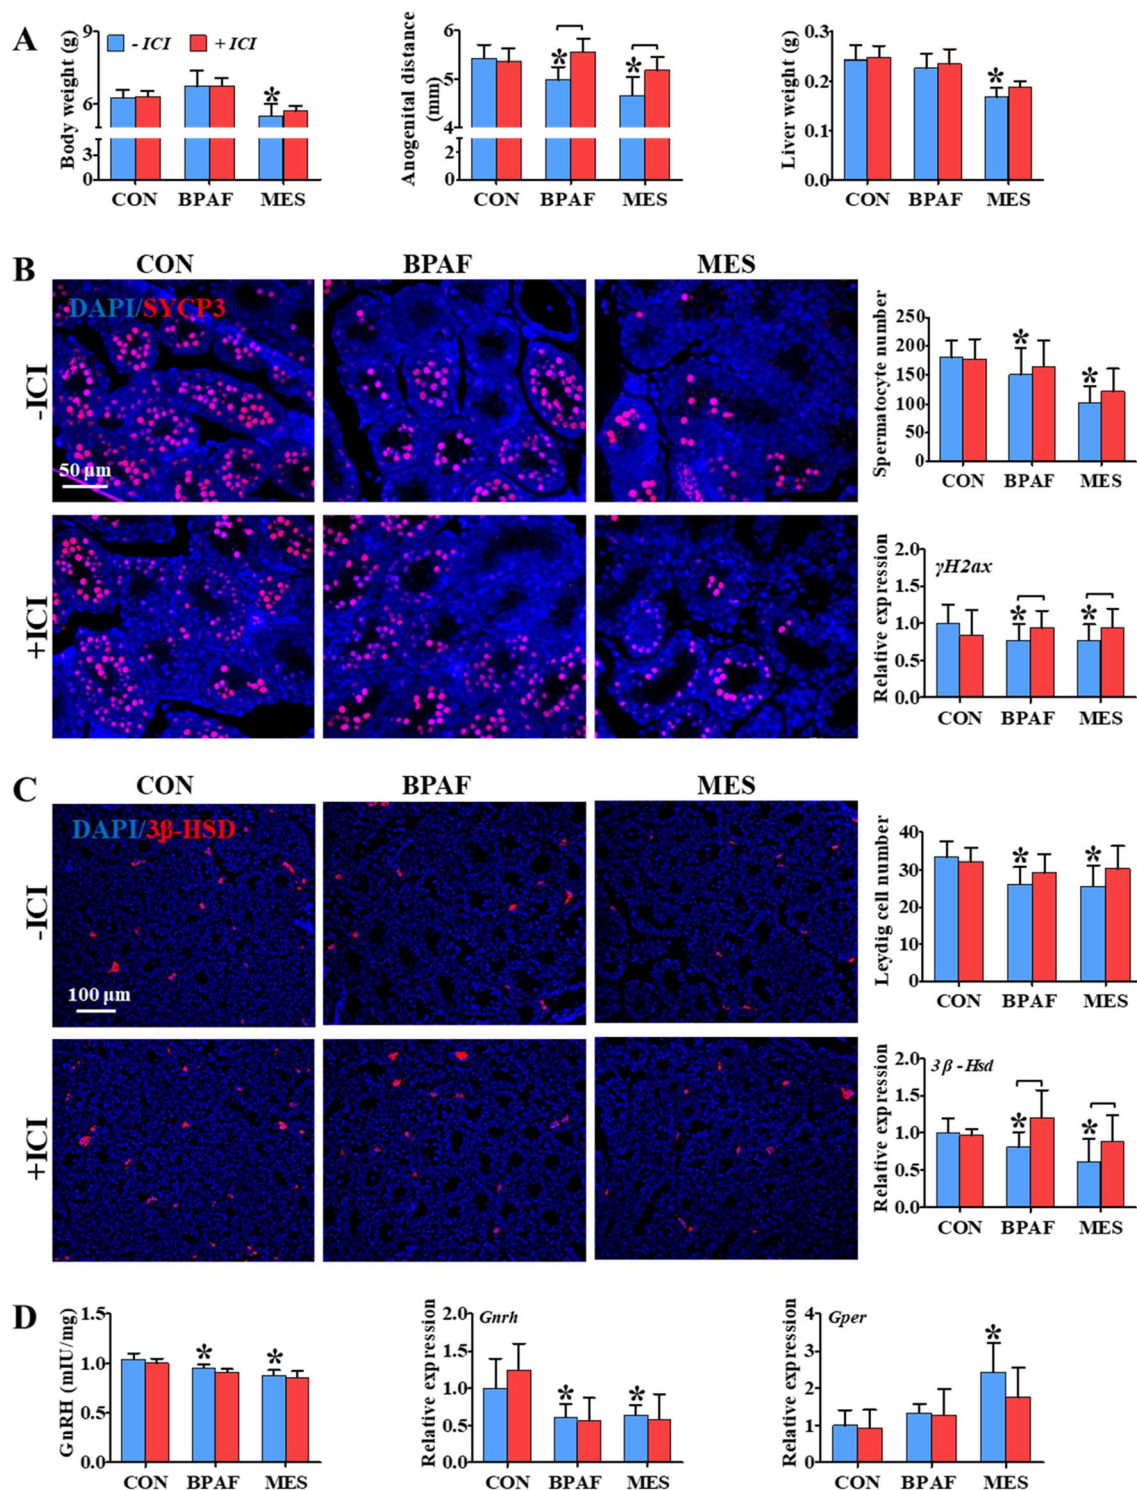 A
Body weight (g)
9
6
3
0
- ICI
+ ICI
CON BPAF MES
Anogenital distance
(mm)
6
5
4
2
0
CON BPAF MES
Liver weight (g)
0.3
0.2
0.1
0.0
CON BPAF MES
* * * *
B
CON
BPAF
MES
-ICI
DAPI/SYCP3
50 μm
+ICI
Spermatocyte number
250
200
150
100
50
0
* *
CON BPAF MES
Relative expression
2.0
1.5
1.0
0.5
0.0
γH2ax
* *
CON BPAF MES
C
CON
BPAF
MES
-ICI
DAPI/3β-HSD
100 μm
+ICI
Leydig cell number
40
30
20
10
0
* *
CON BPAF MES
Relative expression
2.0
1.5
1.0
0.5
0.0
3β - Hsd
* *
CON BPAF MES
D
GnRH (mIU/mg)
1.5
1.0
0.5
0.0
* *
CON BPAF MES
Relative expression
2.0
1.5
1.0
0.5
0.0
Gnrh
* *
CON BPAF MES
Relative expression
4
3
2
1
0
Gper
*
CON BPAF MES